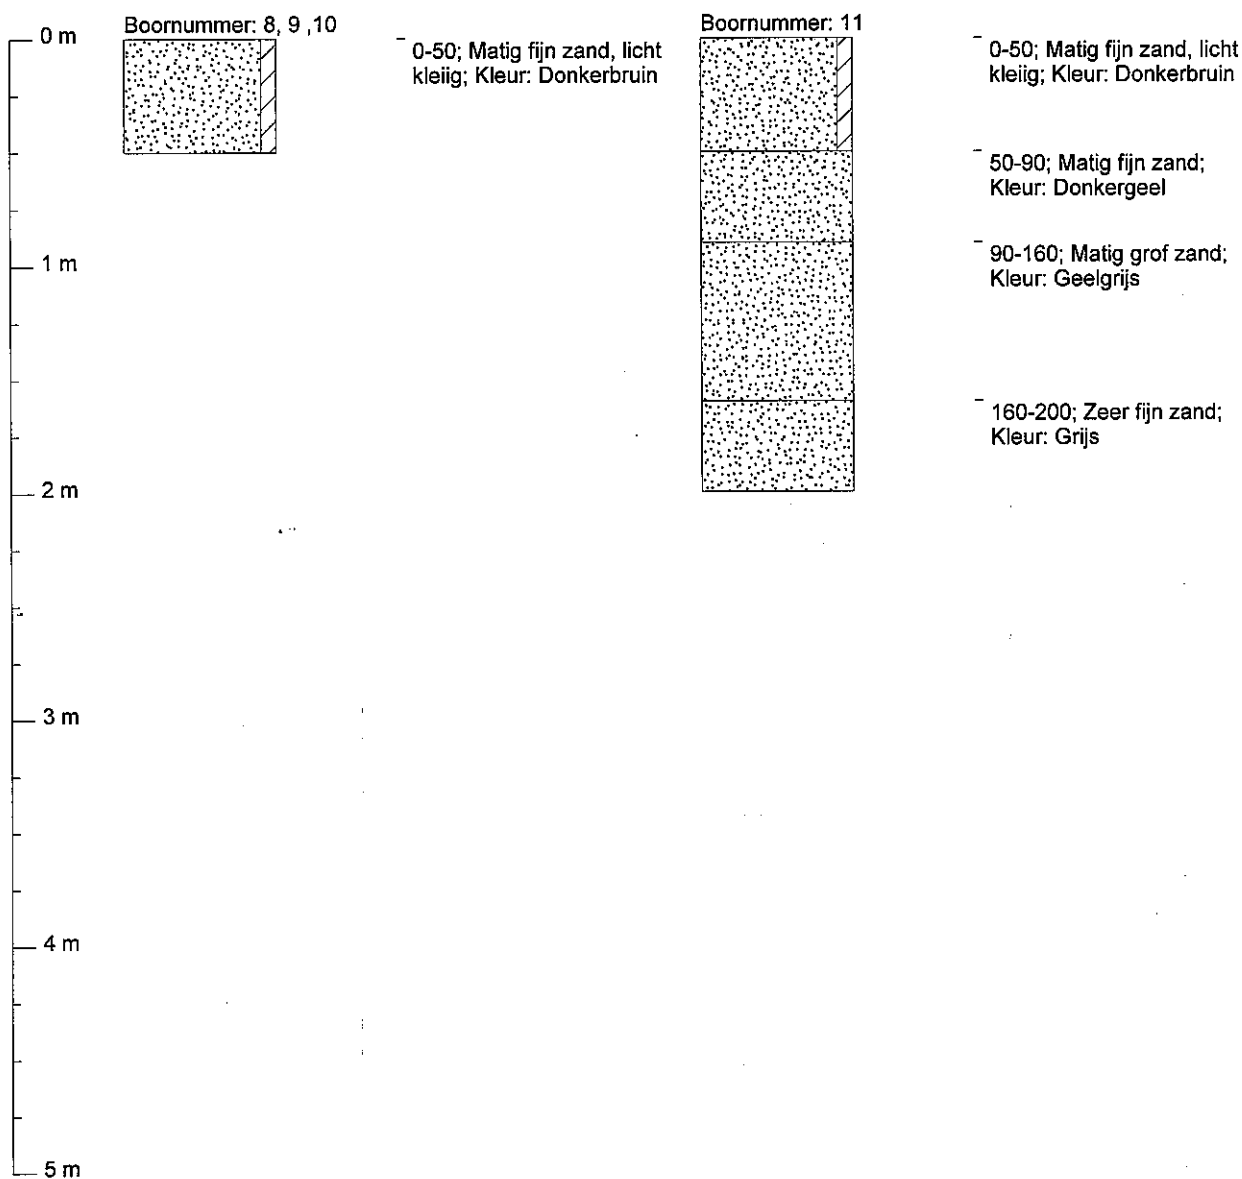 Boornummer: 8, 9 ,10
0-50; Matig fijn zand, licht
kleiig; Kleur: Donkerbruin
Boornummer: 11
0-50; Matig fijn zand, licht
kleiig; Kleur: Donkerbruin
50-90; Matig fijn zand;
Kleur: Donkergeel
90-160; Matig grof zand;
Kleur: Geelgrijs
160-200; Zeer fijn zand;
Kleur: Grijs
0 m
1 m
2 m
3 m
4 m
5 m